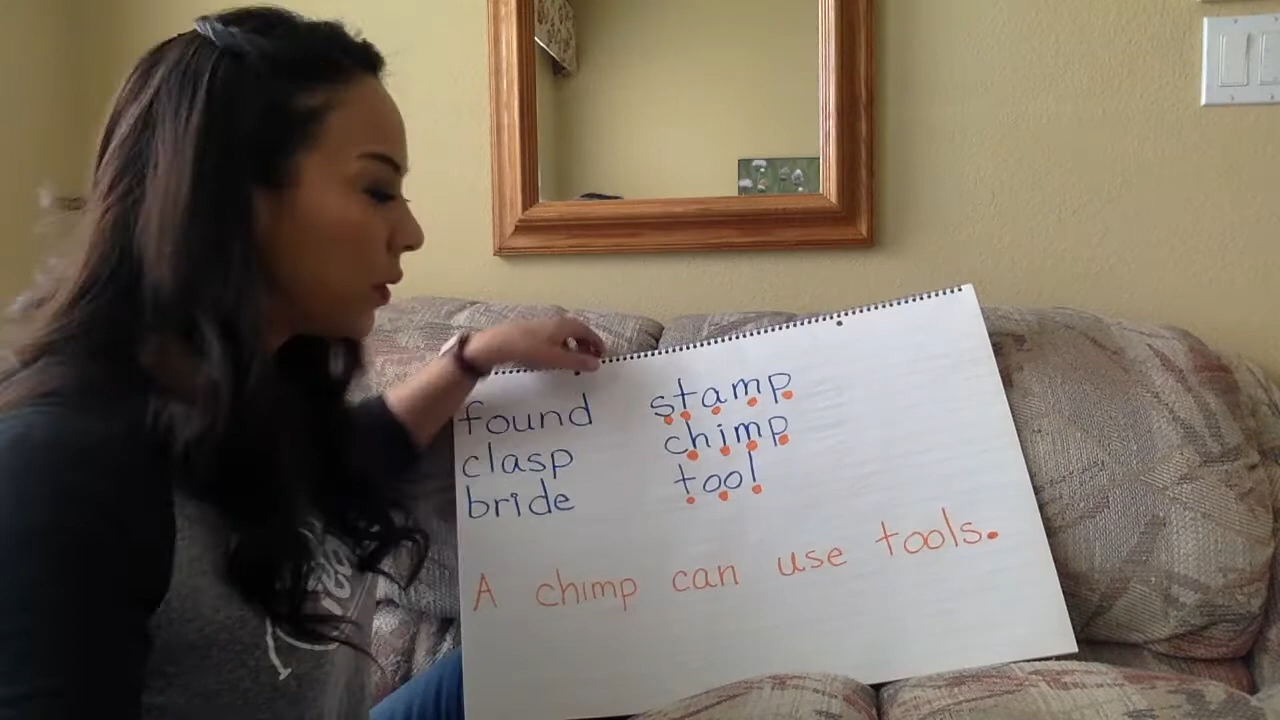 found stamp
clasp chimp
bride tool
A chimp can use tools.